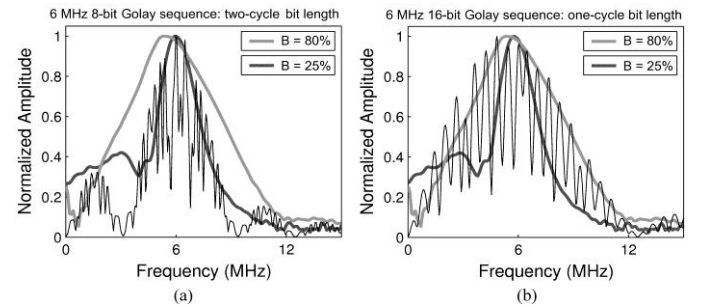 6 MHz 8-bit Golay sequence: two-cycle bit length
B = 80%
B = 25%
Normalized Amplitude
1
0.8
0.6
0.4
0.2
0
0
6
12
Frequency (MHz)
(a)
6 MHz 16-bit Golay sequence: one-cycle bit length
B = 80%
B = 25%
Normalized Amplitude
1
0.8
0.6
0.4
0.2
0
0
6
12
Frequency (MHz)
(b)